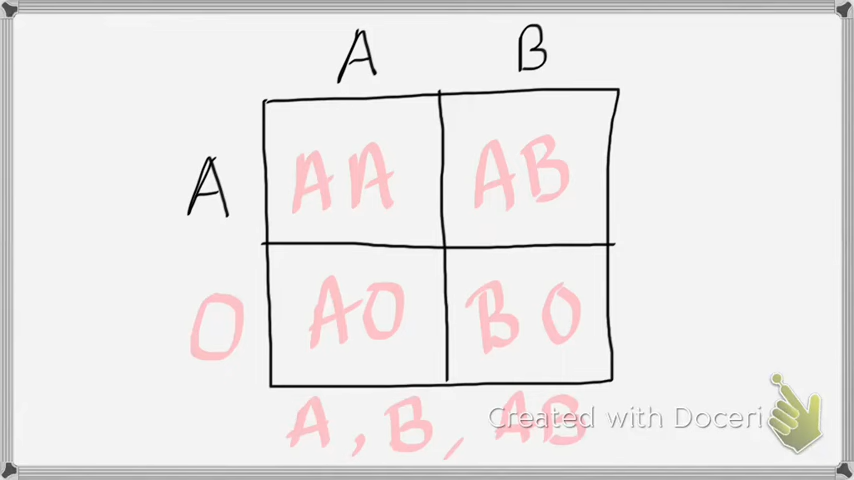 A B
A AA AB
O AO BO
A, B, AB
Created with Doceri